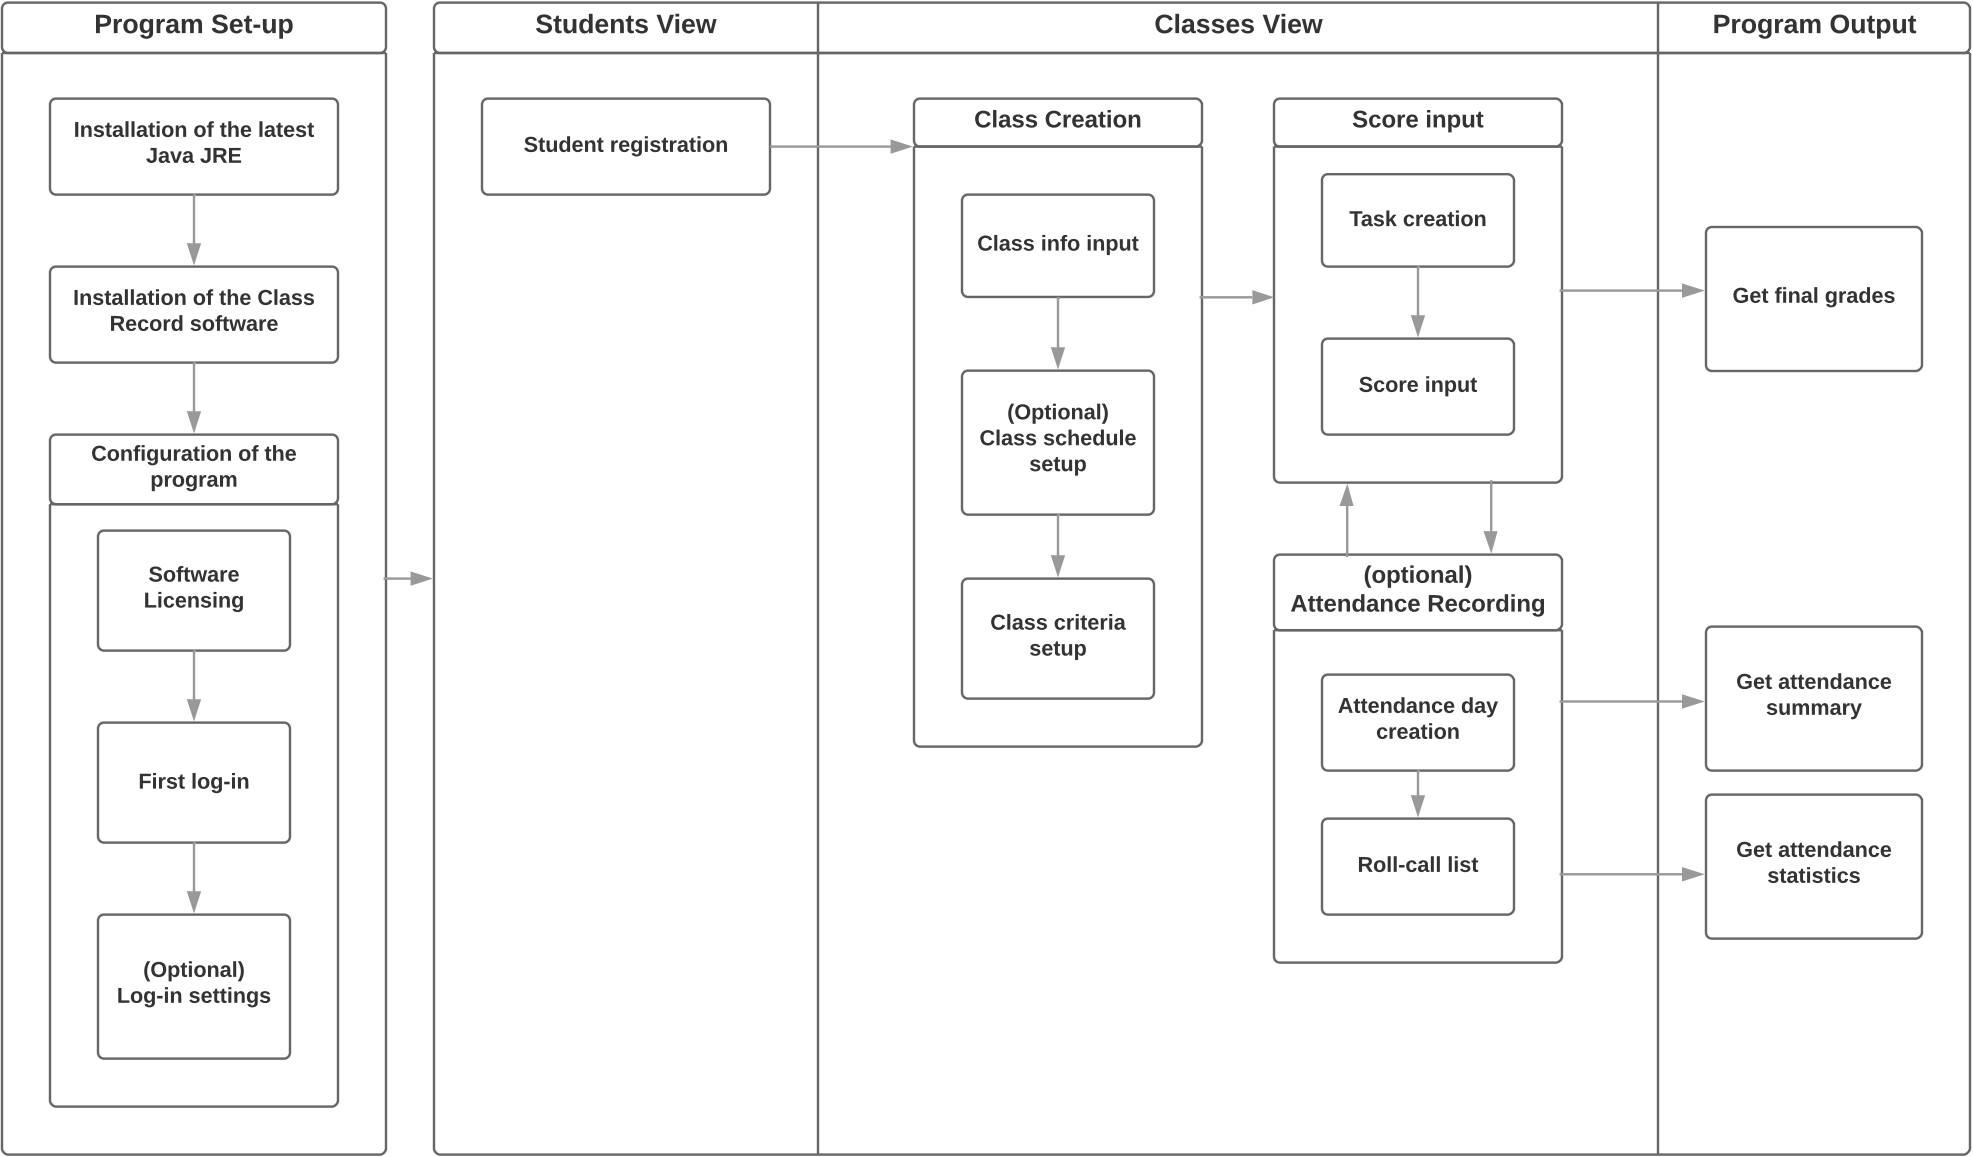 Program Set-up
Installation of the latest
Java JRE
Installation of the Class
Record software
Configuration of the
program
Software
Licensing
First log-in
(Optional)
Log-in settings
Students View
Student registration
Classes View
Class Creation
Class info input
(Optional)
Class schedule
setup
Class criteria
setup
Score input
Task creation
Score input
(optional)
Attendance Recording
Attendance day
creation
Roll-call list
Program Output
Get final grades
Get attendance
summary
Get attendance
statistics